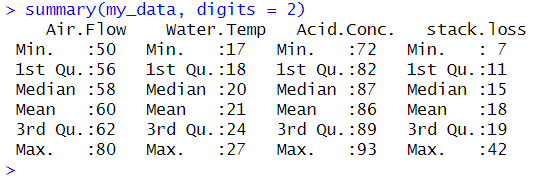 > summary(my_data, digits = 2)
    Air.Flow    Water.Temp   Acid.Conc.   stack.loss
 Min.   :50   Min.   :17   Min.   :72   Min.   : 7
 1st Qu.:56   1st Qu.:18   1st Qu.:82   1st Qu.:11
 Median :58   Median :20   Median :87   Median :15
 Mean   :60   Mean   :21   Mean   :86   Mean   :18
 3rd Qu.:62   3rd Qu.:24   3rd Qu.:89   3rd Qu.:19
 Max.   :80   Max.   :27   Max.   :93   Max.   :42
>